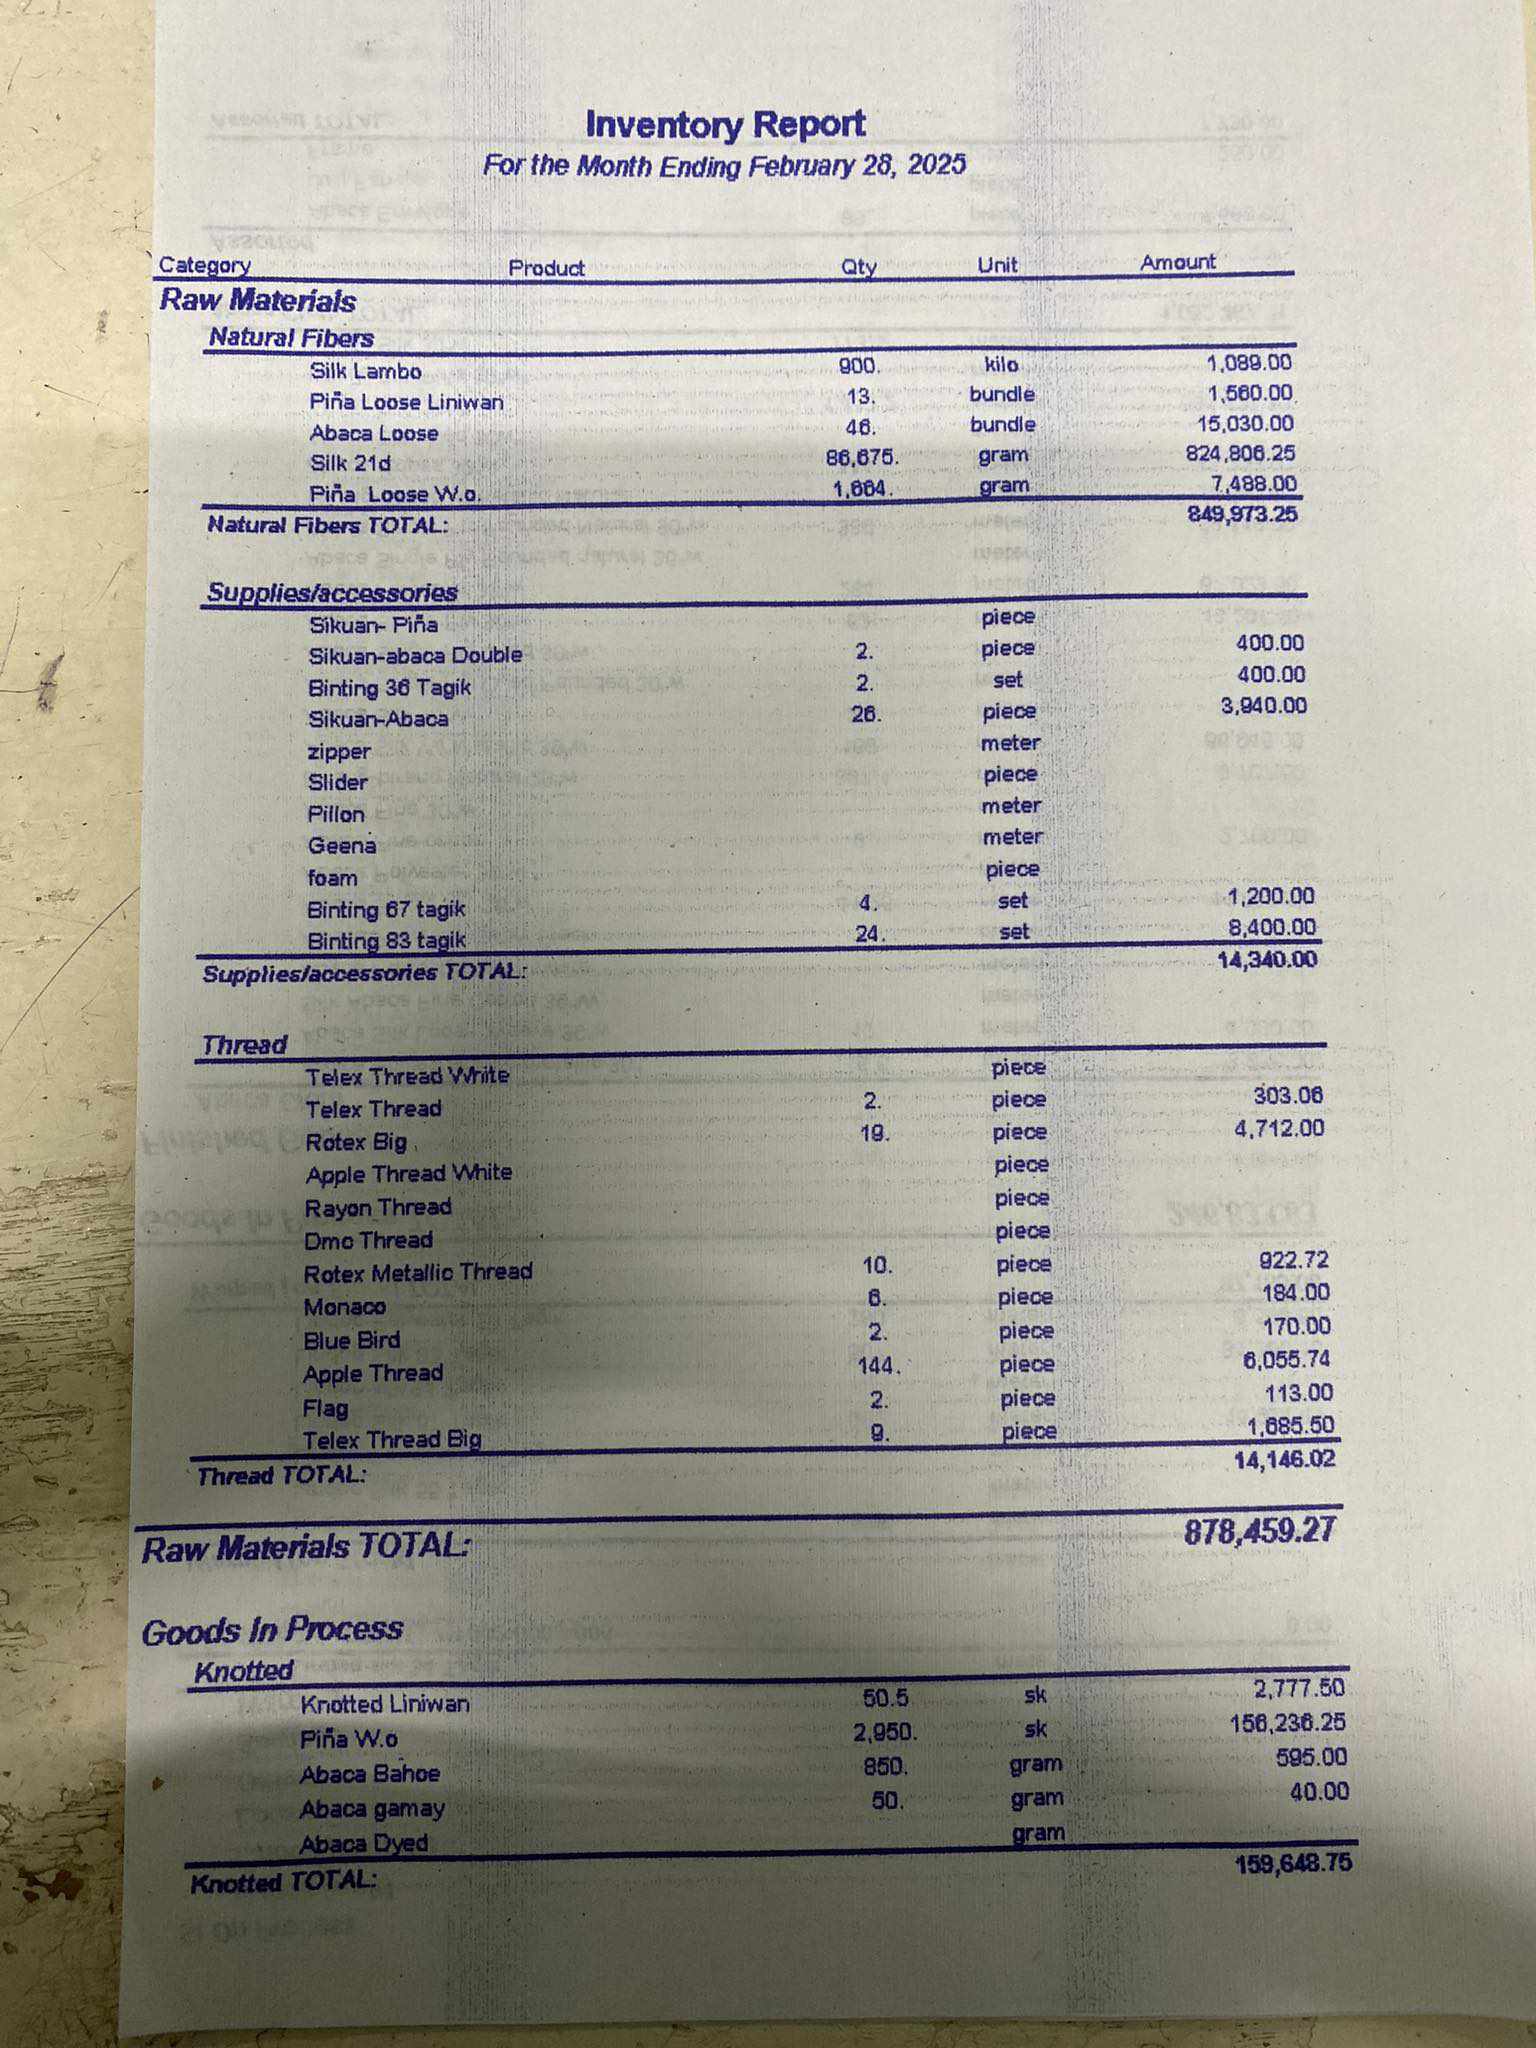 Inventory Report
For the Month Ending February 28, 2025
Category Product Qty Unit Amount
Raw Materials
Natural Fibers
Silk Lambo 900. kilo 1,089.00
Piña Loose Liniwan 13. bundle 1,560.00
Abaca Loose 46. bundle 15,030.00
Silk 21d 86,675. gram 824,806.25
Piña Loose W.o. 1,664. gram 7,488.00
Natural Fibers TOTAL: 849,973.25
Supplies/accessories
Sikuan- Piña piece
Sikuan-abaca Double 2. piece 400.00
Binting 36 Tagik 2. set 400.00
Sikuan-Abaca 26. piece 3,940.00
zipper meter
Slider piece
Pillon meter
Geena meter
foam piece
Binting 67 tagik 4. set 1,200.00
Binting 83 tagik 24. set 8,400.00
Supplies/accessories TOTAL: 14,340.00
Thread
Telex Thread White piece
Telex Thread 2. piece 303.06
Rotex Big 19. piece 4,712.00
Apple Thread White piece
Rayon Thread piece
Dmc Thread piece
Rotex Metallic Thread 10. piece 922.72
Monaco 6. piece 184.00
Blue Bird 2. piece 170.00
Apple Thread 144. piece 6,055.74
Flag 2. piece 113.00
Telex Thread Big 9. piece 1,685.50
Thread TOTAL: 14,146.02
Raw Materials TOTAL: 878,459.27
Goods In Process
Knotted
Knotted Liniwan 50.5 sk 2,777.50
Piña W.o 2,950. sk 156,236.25
Abaca Bahoe 850. gram 595.00
Abaca gamay 50. gram 40.00
Abaca Dyed gram
Knotted TOTAL: 159,648.75